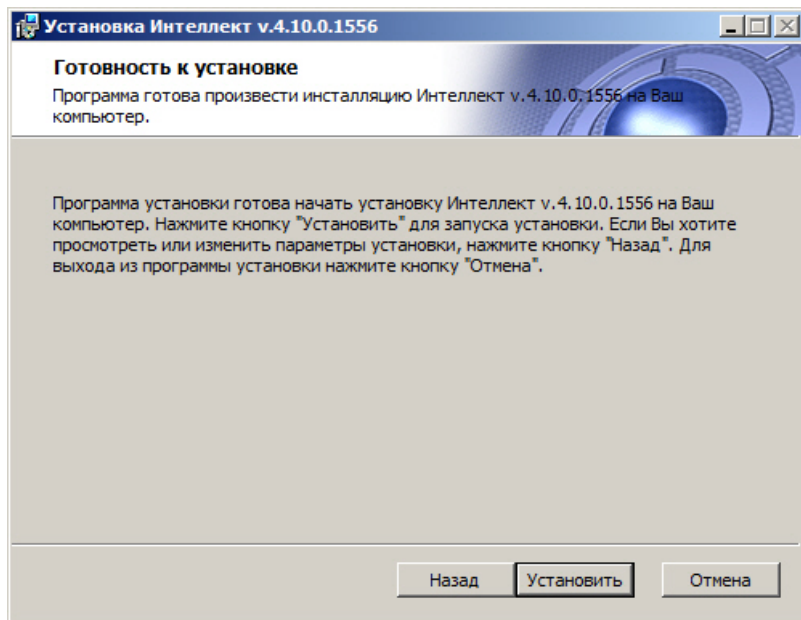 Установка Интеллект v.4.10.0.1556
Готовность к установке
Программа готова произвести инсталляцию Интеллект v.4.10.0.1556 на Ваш
компьютер.
Программа установки готова начать установку Интеллект v.4.10.0.1556 на Ваш
компьютер. Нажмите кнопку "Установить" для запуска установки. Если Вы хотите
просмотреть или изменить параметры установки, нажмите кнопку "Назад". Для
выхода из программы установки нажмите кнопку "Отмена".
Назад Установить Отмена